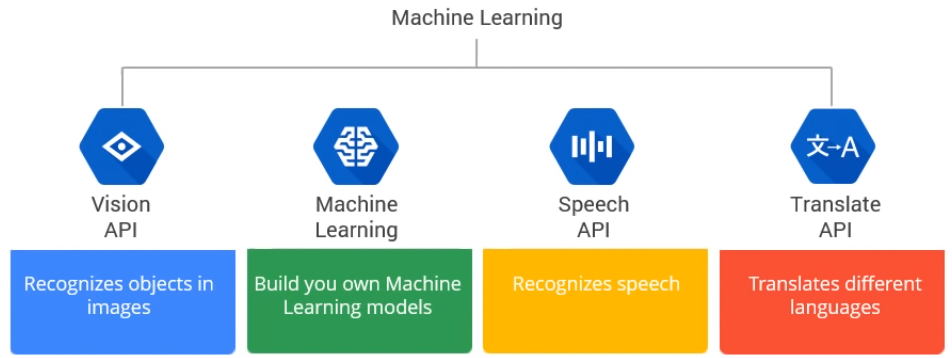 Machine Learning
文→A
Vision
API
Machine
Learning
Speech
API
Translate
API
Recognizes objects in
images
Build you own Machine
Learning models
Recognizes speech
Translates different
languages